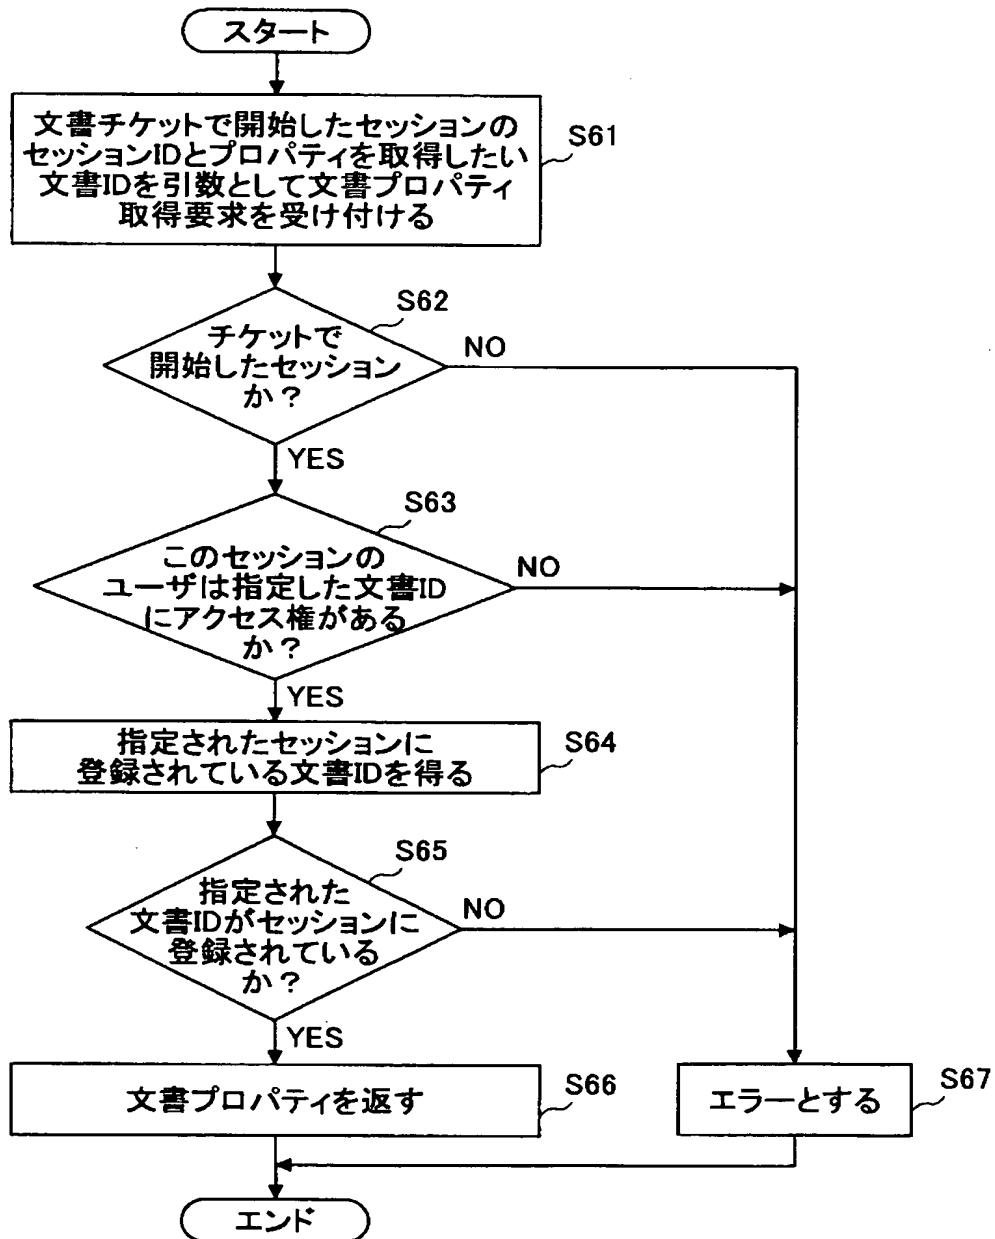 スタート
文書チケットで開始したセッションの
セッションIDとプロパティを取得したい
文書IDを引数として文書プロパティ
取得要求を受け付ける
S61
S62
チケットで
開始したセッション
か？
NO
YES
S63
このセッションの
ユーザは指定した文書ID
にアクセス権がある
か？
NO
YES
指定されたセッションに
登録されている文書IDを得る
S64
S65
指定された
文書IDがセッションに
登録されている
か？
NO
YES
文書プロパティを返す
S66
エラーとする
S67
エンド